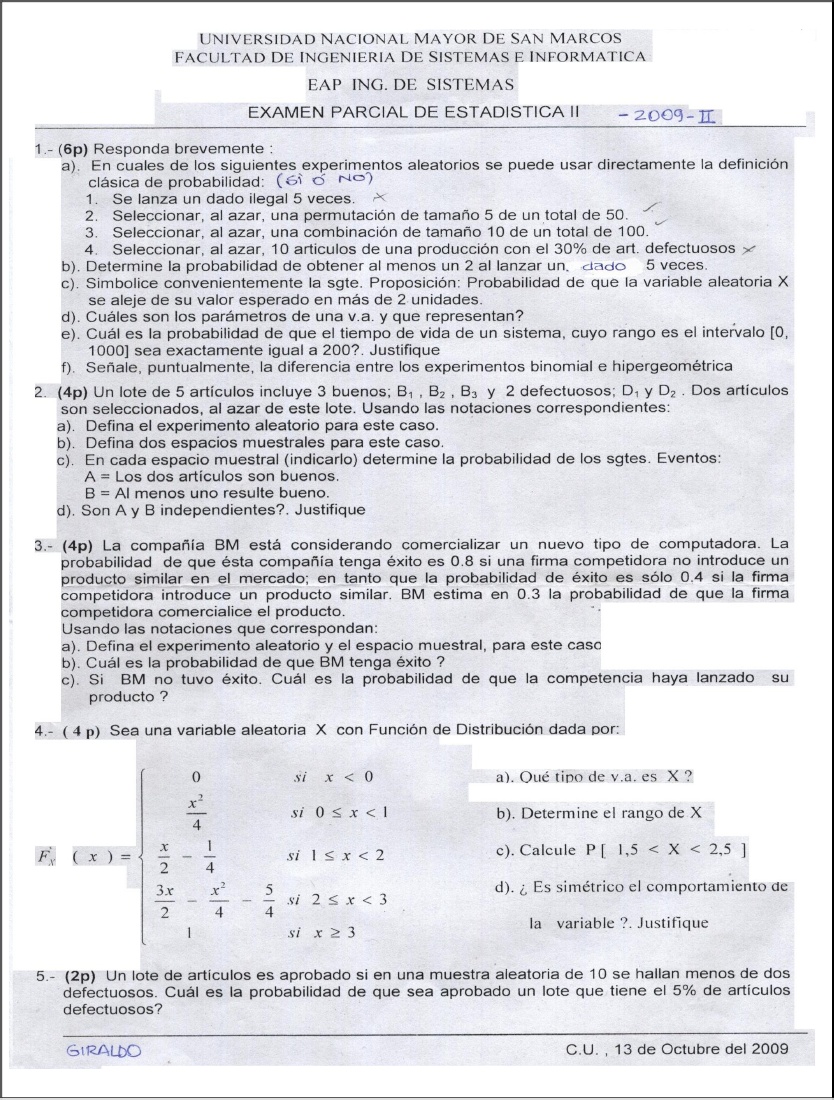 UNIVERSIDAD NACIONAL MAYOR DE SAN MARCOS
FACULTAD DE INGENIERIA DE SISTEMAS E INFORMATICA
EAP ING. DE SISTEMAS
EXAMEN PARCIAL DE ESTADISTICA II - 2009-II
1.- (6p) Responda brevemente :
a). En cuales de los siguientes experimentos aleatorios se puede usar directamente la definición
clásica de probabilidad: (SÍ Ó NO)
1. Se lanza un dado ilegal 5 veces. ×
2. Seleccionar, al azar, una permutación de tamaño 5 de un total de 50. ✓
3. Seleccionar, al azar, una combinación de tamaño 10 de un total de 100. ✓
4. Seleccionar, al azar, 10 articulos de una producción con el 30% de art. defectuosos ×
b). Determine la probabilidad de obtener al menos un 2 al lanzar un, dado 5 veces.
c). Simbolice convenientemente la sgte. Proposición: Probabilidad de que la variable aleatoria X
se aleje de su valor esperado en más de 2 unidades.
d). Cuáles son los parámetros de una v.a. y que representan?
e). Cuál es la probabilidad de que el tiempo de vida de un sistema, cuyo rango es el intervalo [0,
1000] sea exactamente igual a 200?. Justifique
f). Señale, puntualmente, la diferencia entre los experimentos binomial e hipergeométrica
2. (4p) Un lote de 5 artículos incluye 3 buenos; B₁ , B₂ , B₃ y 2 defectuosos; D₁ y D₂ . Dos artículos
son seleccionados, al azar de este lote. Usando las notaciones correspondientes:
a). Defina el experimento aleatorio para este caso.
b). Defina dos espacios muestrales para este caso.
c). En cada espacio muestral (indicarlo) determine la probabilidad de los sgtes. Eventos:
A = Los dos artículos son buenos.
B = Al menos uno resulte bueno.
d). Son A y B independientes?. Justifique
3.- (4p) La compañía BM está considerando comercializar un nuevo tipo de computadora. La
probabilidad de que ésta compañía tenga éxito es 0.8 si una firma competidora no introduce un
producto similar en el mercado; en tanto que la probabilidad de éxito es sólo 0.4 si la firma
competidora introduce un producto similar. BM estima en 0.3 la probabilidad de que la firma
competidora comercialice el producto.
Usando las notaciones que correspondan:
a). Defina el experimento aleatorio y el espacio muestral, para este caso
b). Cuál es la probabilidad de que BM tenga éxito ?
c). Si BM no tuvo éxito. Cuál es la probabilidad de que la competencia haya lanzado su
producto ?
4.- ( 4 p) Sea una variable aleatoria X con Función de Distribución dada por:
0 si x < 0
x²/4 si 0 ≤ x < 1
Fₓ ( x ) = x/2 - 1/4 si 1 ≤ x < 2
3x/2 - x²/4 - 5/4 si 2 ≤ x < 3
1 si x ≥ 3
a). Qué tipo de v.a. es X ?
b). Determine el rango de X
c). Calcule P [ 1,5 < X < 2,5 ]
d). ¿ Es simétrico el comportamiento de
la variable ?. Justifique
5.- (2p) Un lote de artículos es aprobado si en una muestra aleatoria de 10 se hallan menos de dos
defectuosos. Cuál es la probabilidad de que sea aprobado un lote que tiene el 5% de artículos
defectuosos?
GIRALDO C.U. , 13 de Octubre del 2009